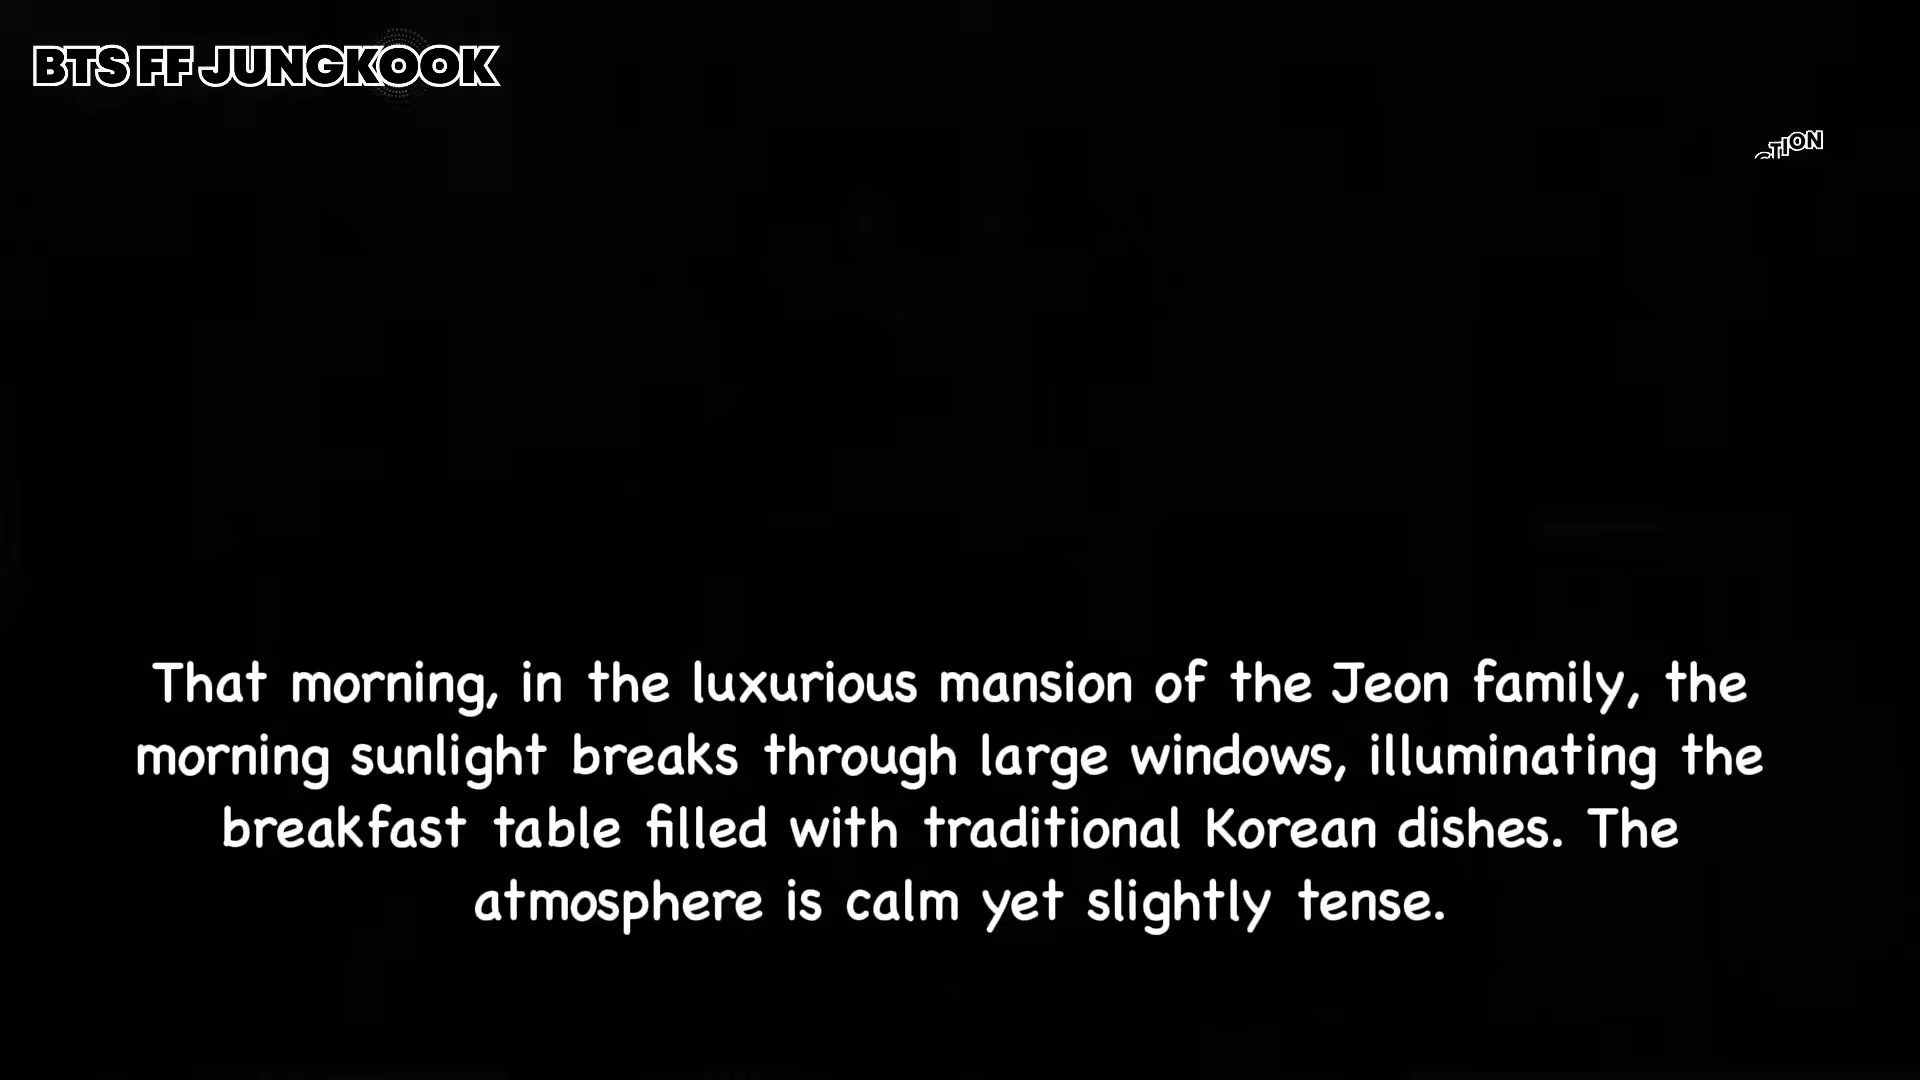 BTS FF JUNGKOOK
That morning, in the luxurious mansion of the Jeon family, the
morning sunlight breaks through large windows, illuminating the
breakfast table filled with traditional Korean dishes. The
atmosphere is calm yet slightly tense.